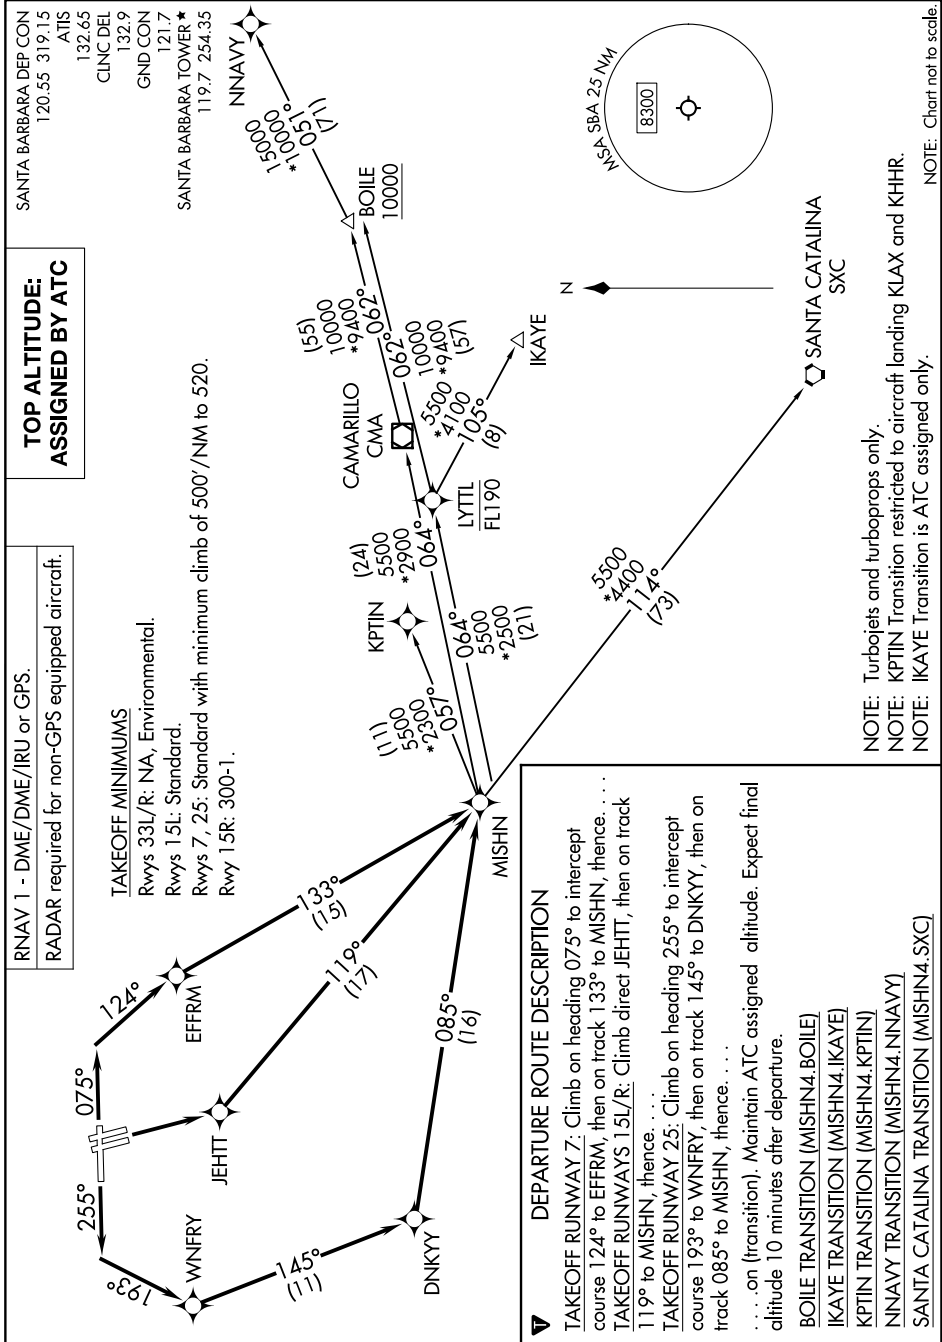 RNAV 1 - DME/DME/IRU or GPS.
RADAR required for non-GPS equipped aircraft.
TOP ALTITUDE:
ASSIGNED BY ATC
SANTA BARBARA DEP CON
120.55 319.15
ATIS
132.65
CLNC DEL
132.9
GND CON
121.7
SANTA BARBARA TOWER ★
119.7 254.35
TAKEOFF MINIMUMS
Rwys 33L/R: NA, Environmental.
Rwys 15L: Standard.
Rwys 7, 25: Standard with minimum climb of 500'/NM to 520.
Rwy 15R: 300-1.
255°
075°
193°
124°
WNFRY
JEHTT
EFFRM
145°
(11)
DNKYY
133°
(15)
119°
(17)
085°
(16)
MISHN
(11)
5500
*2300
057°
KPTIN
(24)
5500
*2900
064°
064°
5500
*2500
(21)
CAMARILLO
CMA
LYTTL
FL190
(55)
10000
*9400
062°
062°
10000
*9400
(57)
5500
*4100
105°
(8)
IKAYE
BOILE
10000
15000
*10000
051°
(71)
NNAVY
5500
*4400
114°
(73)
SANTA CATALINA
SXC
N
MSA SBA 25 NM
8300
NOTE: Turbojets and turboprops only.
NOTE: KPTIN Transition restricted to aircraft landing KLAX and KHHR.
NOTE: IKAYE Transition is ATC assigned only.
NOTE: Chart not to scale.
T
DEPARTURE ROUTE DESCRIPTION
TAKEOFF RUNWAY 7: Climb on heading 075° to intercept
course 124° to EFFRM, then on track 133° to MISHN, thence. . . .
TAKEOFF RUNWAYS 15L/R: Climb direct JEHTT, then on track
119° to MISHN, thence. . . .
TAKEOFF RUNWAY 25: Climb on heading 255° to intercept
course 193° to WNFRY, then on track 145° to DNKYY, then on
track 085° to MISHN, thence. . . .
. . . .on (transition). Maintain ATC assigned altitude. Expect final
altitude 10 minutes after departure.
BOILE TRANSITION (MISHN4.BOILE)
IKAYE TRANSITION (MISHN4.IKAYE)
KPTIN TRANSITION (MISHN4.KPTIN)
NNAVY TRANSITION (MISHN4.NNAVY)
SANTA CATALINA TRANSITION (MISHN4.SXC)